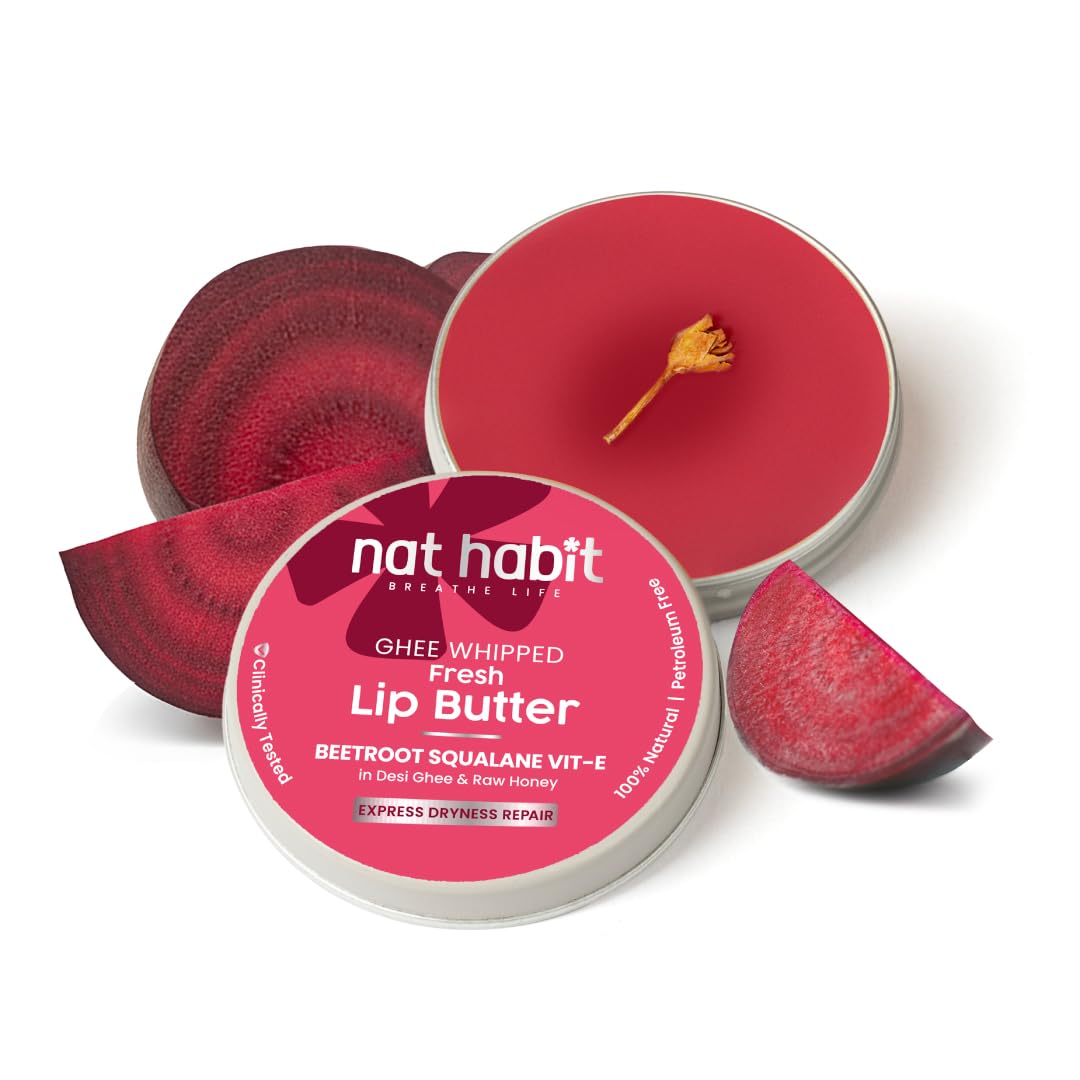 nat habit
BREATHE LIFE
GHEE WHIPPED
Fresh
Lip Butter
BEETROOT SQUALANE VIT-E
in Desi Ghee & Raw Honey
EXPRESS DRYNESS REPAIR
Clinically Tested
100% Natural | Petroleum Free